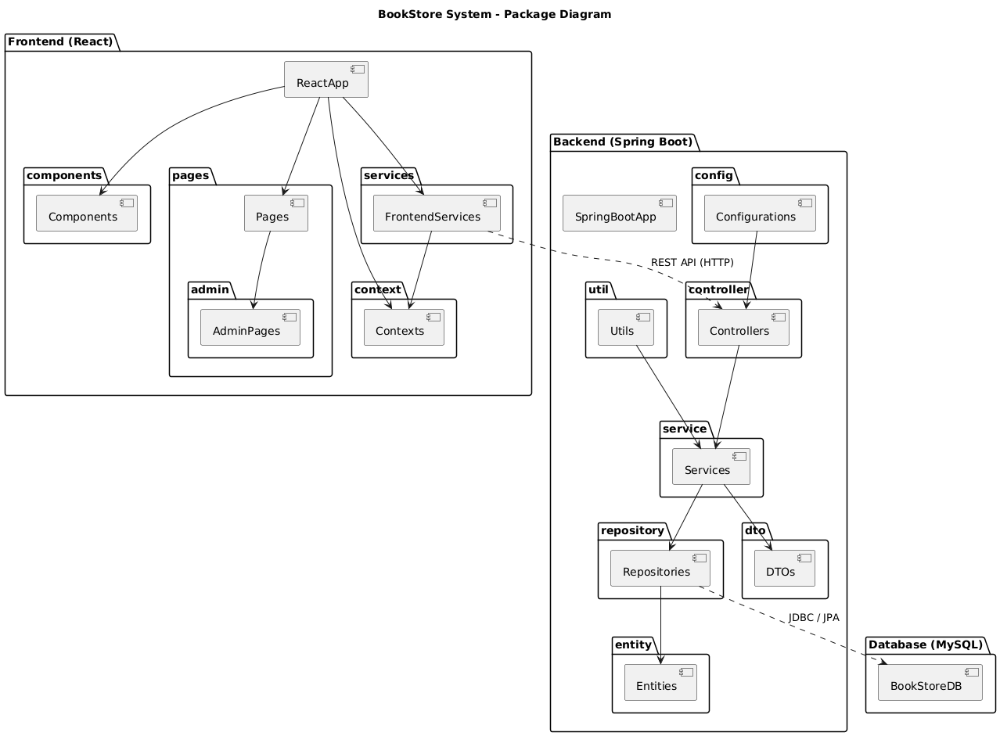 BookStore System - Package Diagram
Frontend (React)
ReactApp
components
Components
pages
Pages
admin
AdminPages
services
FrontendServices
context
Contexts
REST API (HTTP)
Backend (Spring Boot)
SpringBootApp
config
Configurations
util
Utils
controller
Controllers
service
Services
repository
Repositories
dto
DTOs
JDBC / JPA
entity
Entities
Database (MySQL)
BookStoreDB